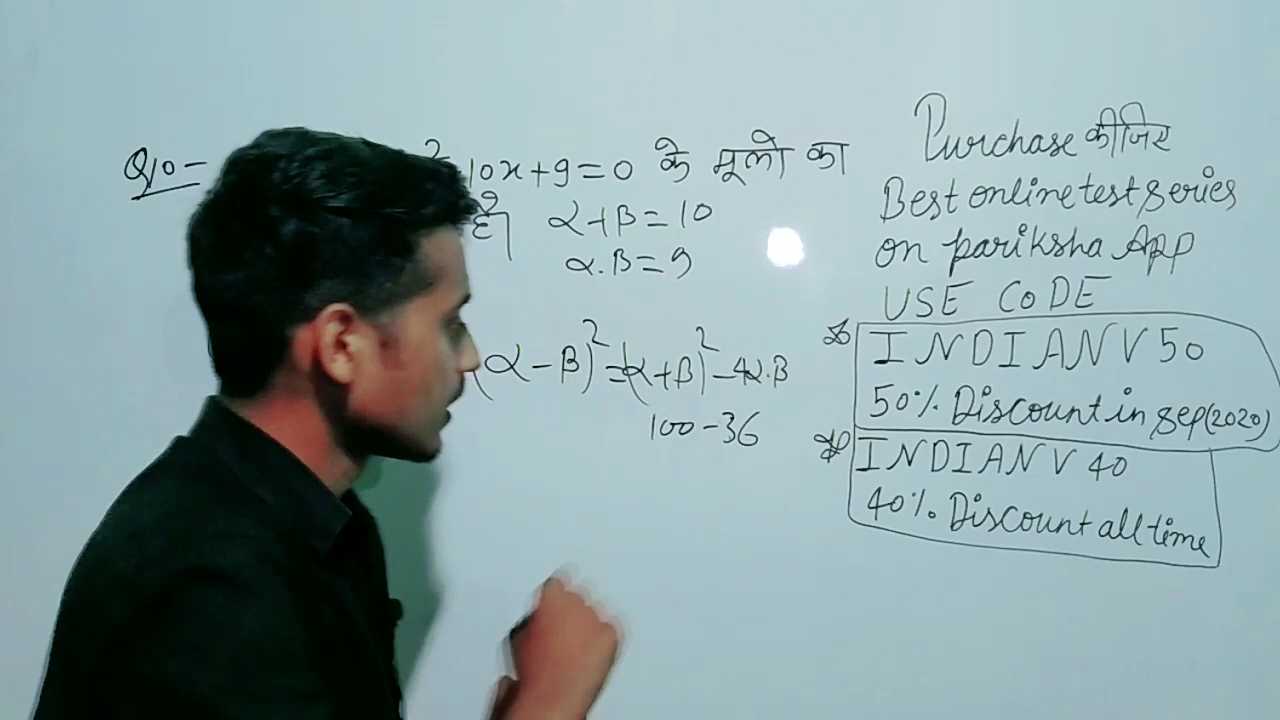 Q10- ² 10x+9=0 के मूलो का
है। α+β=10
α.β=9
(α-β)²=(α+β)²-4α.β
100-36
Purchase कीजिए
Best online test series
on pariksha App
USE CODE
INDIANV50
50% Discount in sep(2020)
INDIANV40
40% Discount all time